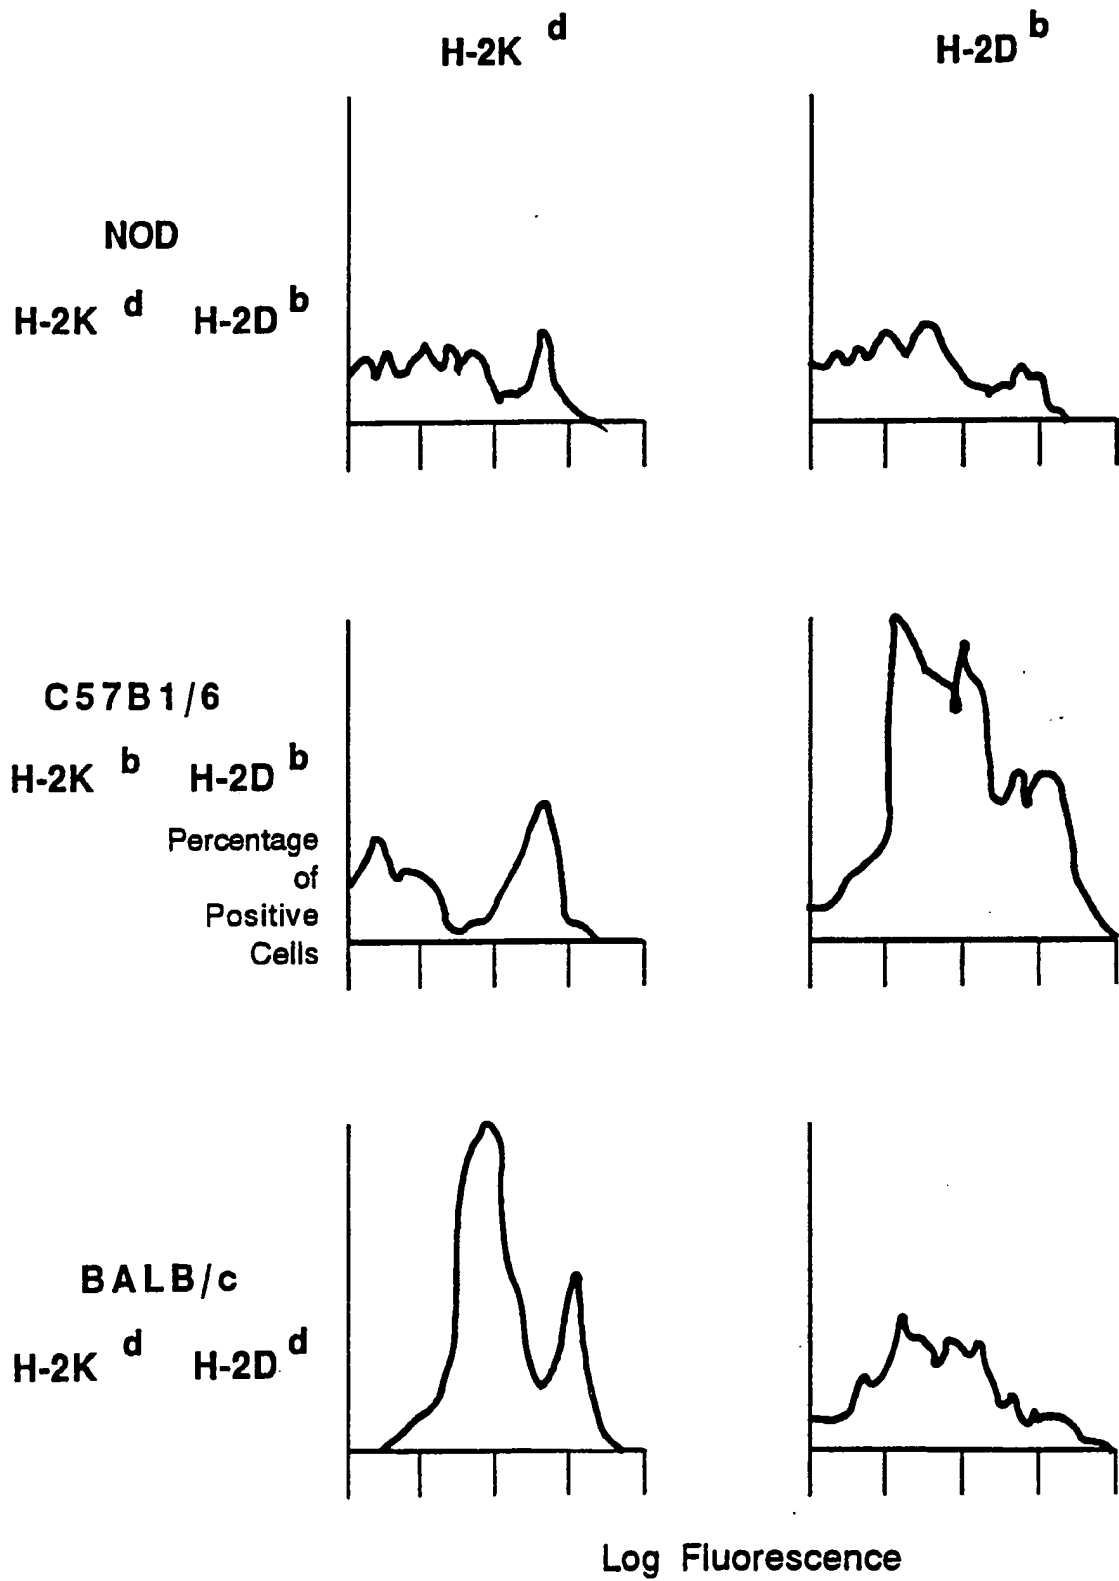 H-2K d H-2D b
NOD
H-2K d H-2D b
C57B1/6
H-2K b H-2D b
Percentage
of
Positive
Cells
BALB/c
H-2K d H-2D d
Log Fluorescence